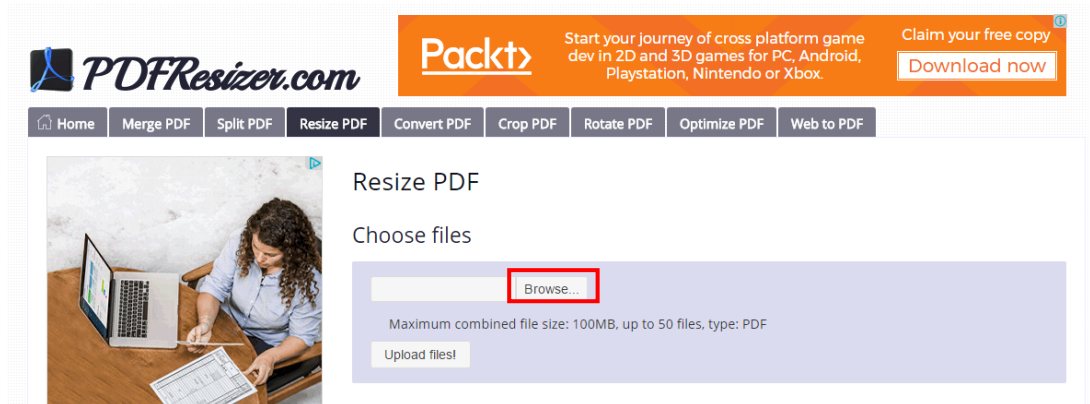 PDFResizer.com
Packt>
Start your journey of cross platform game
dev in 2D and 3D games for PC, Android,
Playstation, Nintendo or Xbox.
Claim your free copy
Download now
Home Merge PDF Split PDF Resize PDF Convert PDF Crop PDF Rotate PDF Optimize PDF Web to PDF
Resize PDF
Choose files
Browse...
Maximum combined file size: 100MB, up to 50 files, type: PDF
Upload files!